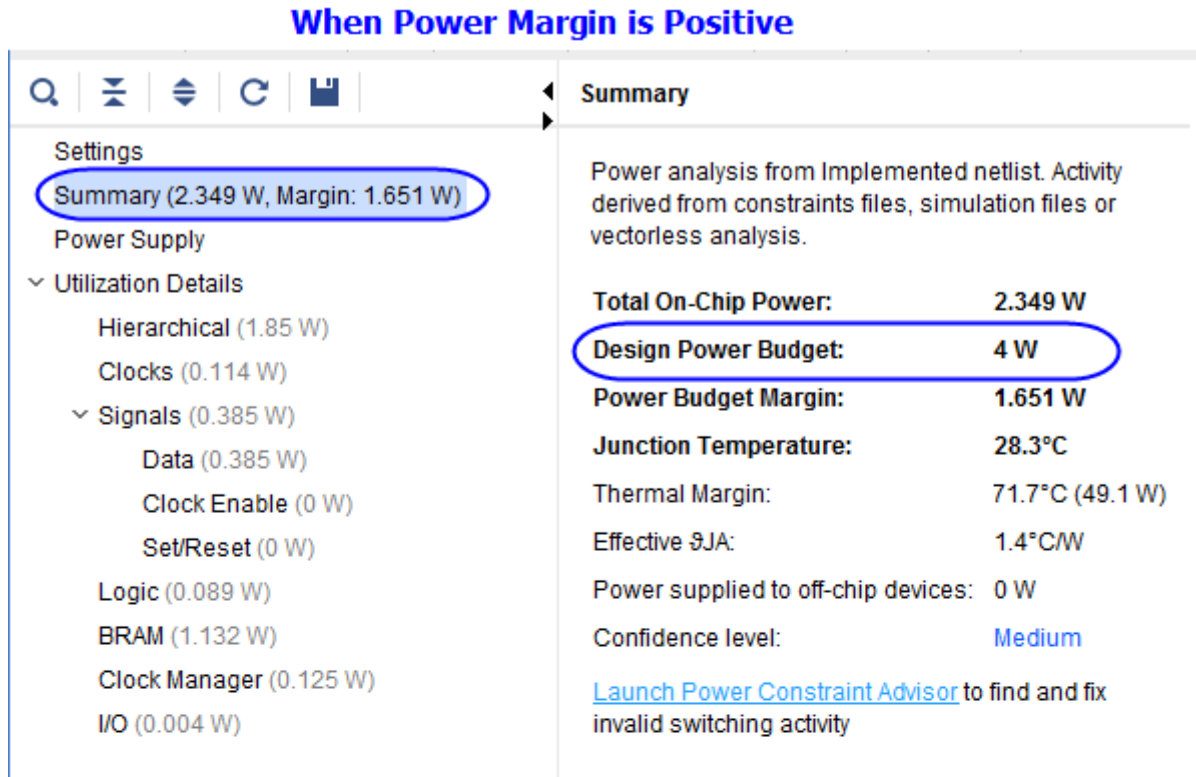 When Power Margin is Positive
Settings
Summary (2.349 W, Margin: 1.651 W)
Power Supply
Utilization Details
Hierarchical (1.85 W)
Clocks (0.114 W)
Signals (0.385 W)
Data (0.385 W)
Clock Enable (0 W)
Set/Reset (0 W)
Logic (0.089 W)
BRAM (1.132 W)
Clock Manager (0.125 W)
I/O (0.004 W)
Summary
Power analysis from Implemented netlist. Activity
derived from constraints files, simulation files or
vectorless analysis.
Total On-Chip Power: 2.349 W
Design Power Budget: 4 W
Power Budget Margin: 1.651 W
Junction Temperature: 28.3°C
Thermal Margin: 71.7°C (49.1 W)
Effective ϑJA: 1.4°C/W
Power supplied to off-chip devices: 0 W
Confidence level: Medium
Launch Power Constraint Advisor to find and fix
invalid switching activity